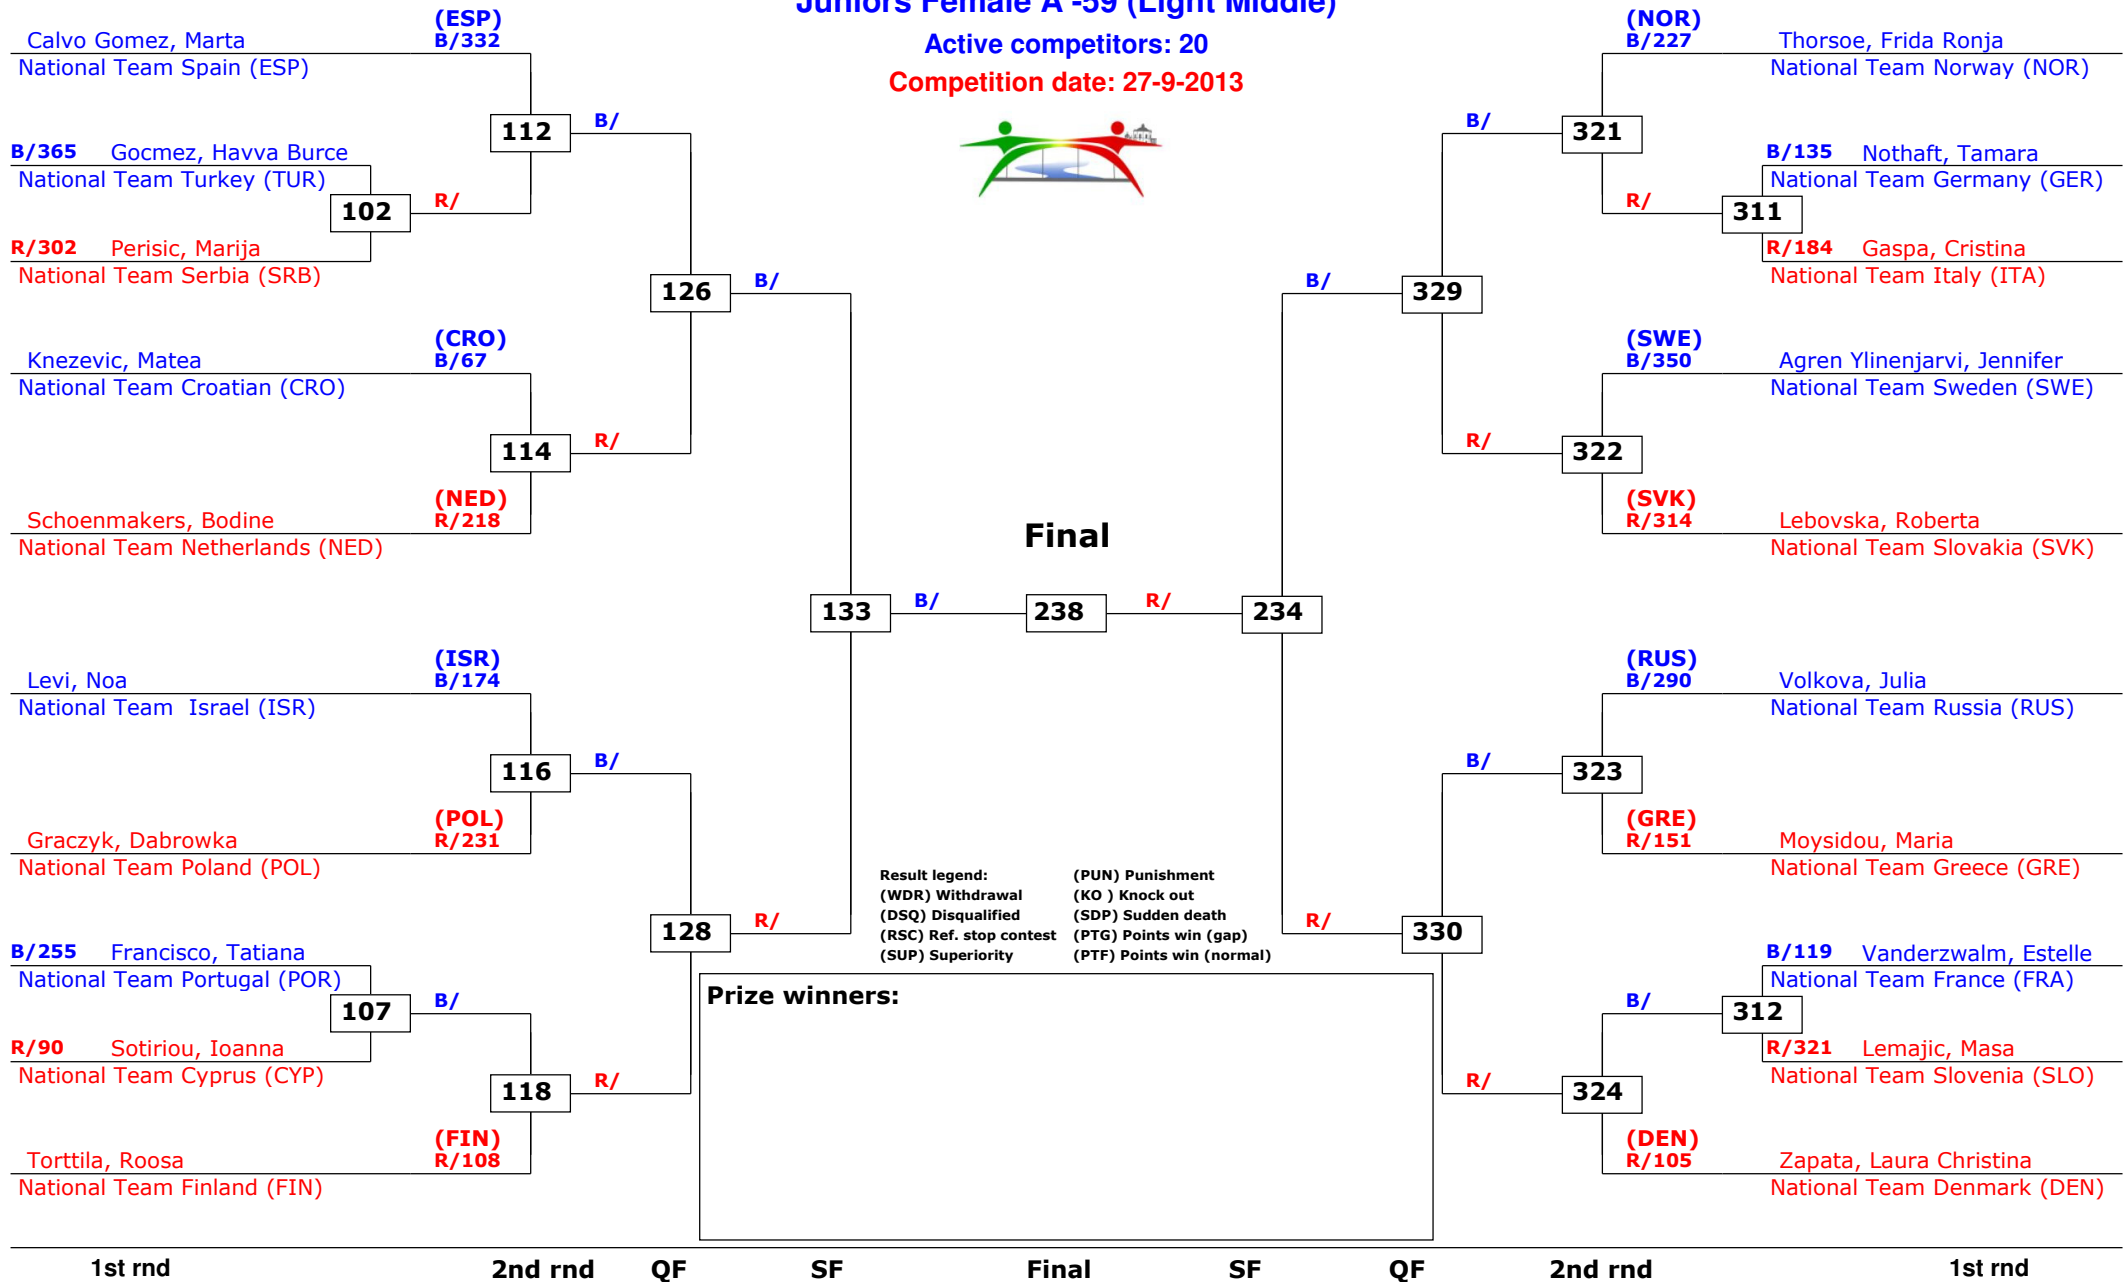 Juniors Female A -59 (Light Middle)
Active competitors: 20
Competition date: 27-9-2013
(ESP)
Calvo Gomez, Marta B/332
National Team Spain (ESP)
112 B/
B/365 Gocmez, Havva Burce
National Team Turkey (TUR)
102 R/
R/302 Perisic, Marija
National Team Serbia (SRB)
126 B/
(CRO)
Knezevic, Matea B/67
National Team Croatian (CRO)
114 R/
(NED)
Schoenmakers, Bodine R/218
National Team Netherlands (NED)
133 B/
(ISR)
Levi, Noa B/174
National Team  Israel (ISR)
116 B/
(POL)
Graczyk, Dabrowka R/231
National Team Poland (POL)
128 R/
B/255 Francisco, Tatiana
National Team Portugal (POR)
107 B/
R/90 Sotiriou, Ioanna
National Team Cyprus (CYP)
118 R/
(FIN)
Torttila, Roosa R/108
National Team Finland (FIN)
Final
238
R/ 234
(NOR)
B/227 Thorsoe, Frida Ronja
National Team Norway (NOR)
B/ 321
B/135 Nothaft, Tamara
National Team Germany (GER)
R/ 311
R/184 Gaspa, Cristina
National Team Italy (ITA)
B/ 329
(SWE)
B/350 Agren Ylinenjarvi, Jennifer
National Team Sweden (SWE)
R/ 322
(SVK)
R/314 Lebovska, Roberta
National Team Slovakia (SVK)
(RUS)
B/290 Volkova, Julia
National Team Russia (RUS)
B/ 323
(GRE)
R/151 Moysidou, Maria
National Team Greece (GRE)
R/ 330
B/119 Vanderzwalm, Estelle
National Team France (FRA)
B/ 312
R/321 Lemajic, Masa
National Team Slovenia (SLO)
R/ 324
(DEN)
R/105 Zapata, Laura Christina
National Team Denmark (DEN)
Result legend: (PUN) Punishment
(WDR) Withdrawal (KO ) Knock out
(DSQ) Disqualified (SDP) Sudden death
(RSC) Ref. stop contest (PTG) Points win (gap)
(SUP) Superiority (PTF) Points win (normal)
Prize winners:
1st rnd 2nd rnd QF SF Final SF QF 2nd rnd 1st rnd